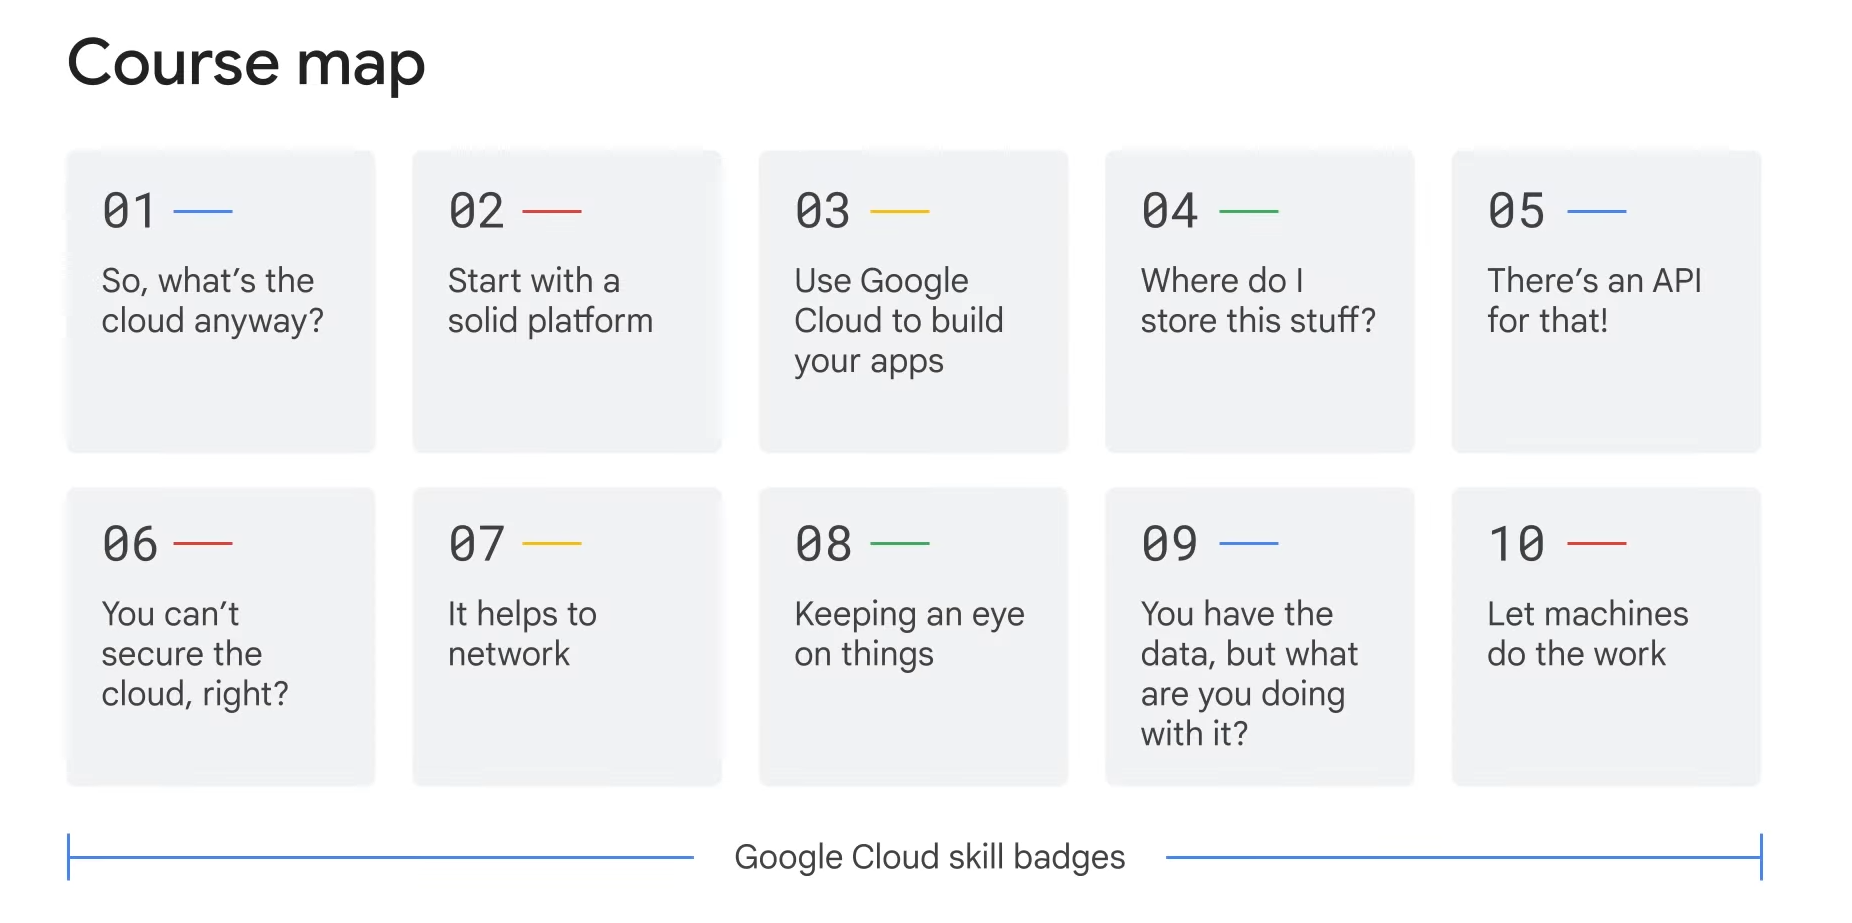 Course map
01
So, what's the
cloud anyway?
02
Start with a
solid platform
03
Use Google
Cloud to build
your apps
04
Where do I
store this stuff?
05
There's an API
for that!
06
You can't
secure the
cloud, right?
07
It helps to
network
08
Keeping an eye
on things
09
You have the
data, but what
are you doing
with it?
10
Let machines
do the work
Google Cloud skill badges